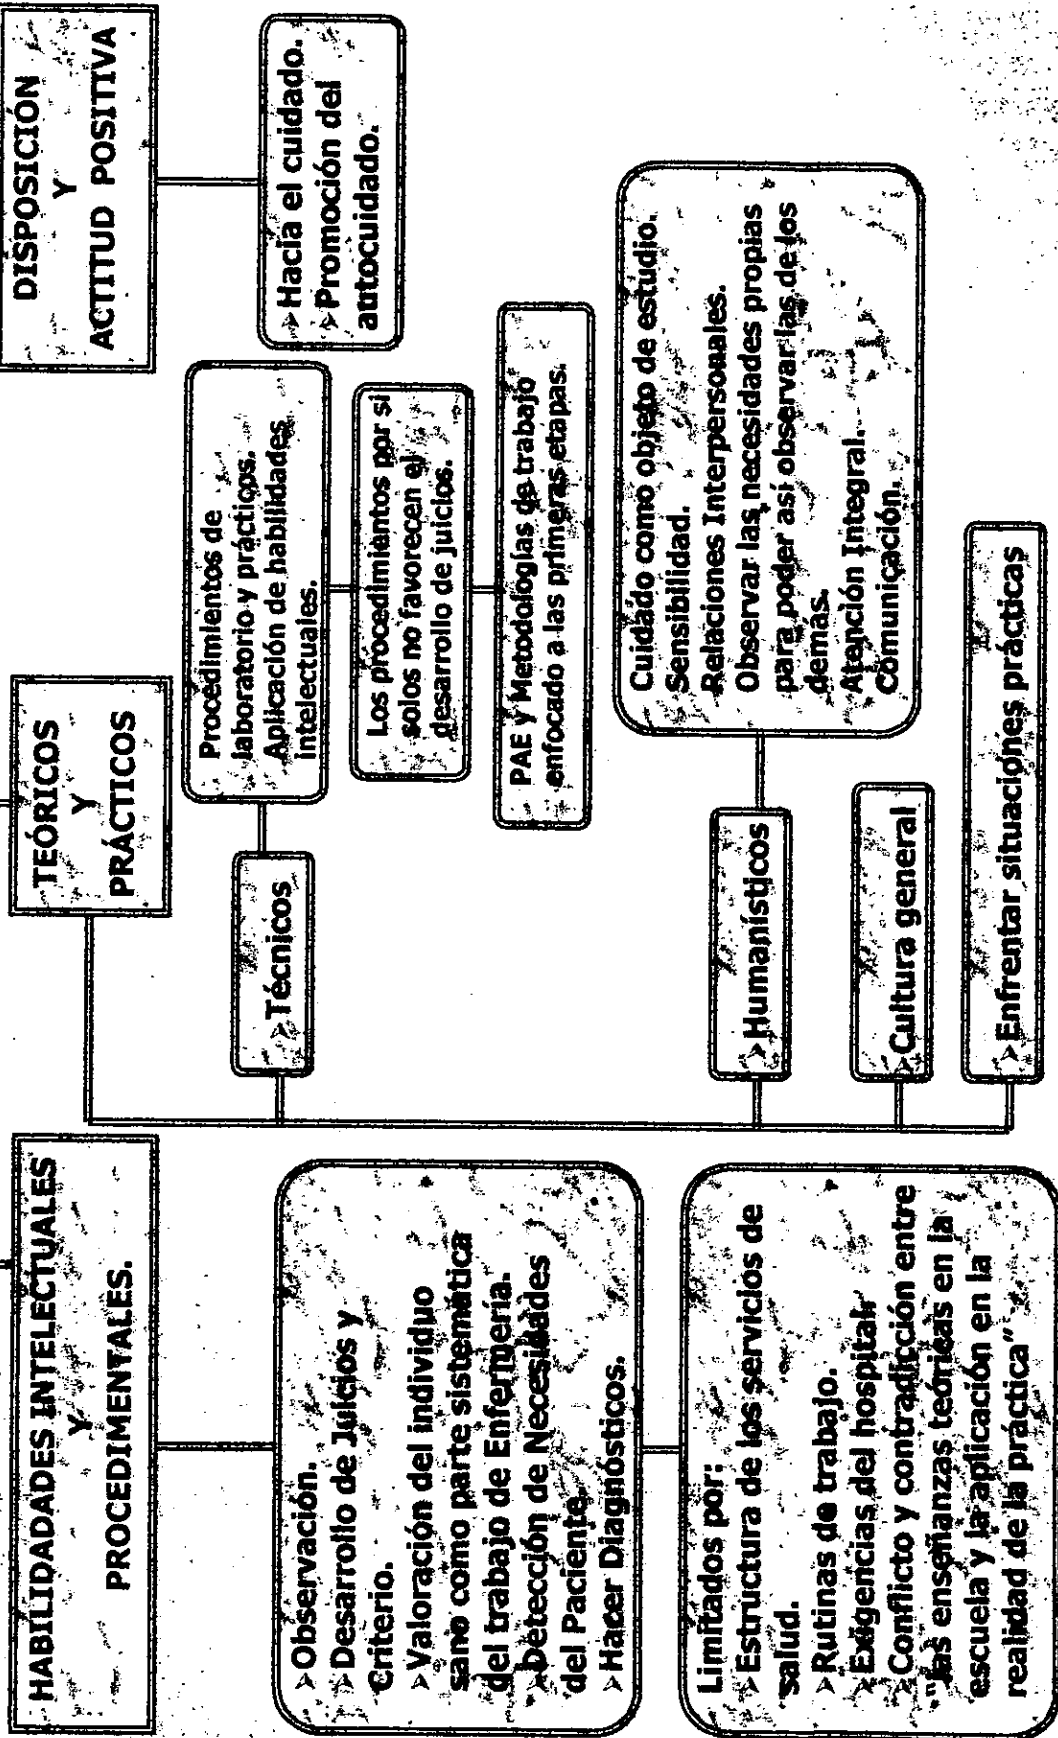 HABILIDADES INTELECTUALES
Y
PROCEDIMENTALES.
➢ Observación.
➢ Desarrollo de Juicios y
Criterio.
➢ Valoración del individuo
sano como parte sistemática
del trabajo de Enfermería.
➢ Detección de Necesidades
del Paciente.
➢ Hacer Diagnósticos.
Limitados por:
➢ Estructura de los servicios de
salud.
➢ Rutinas de trabajo.
➢ Exigencias del hospital
➢ Conflicto y contradicción entre
"las enseñanzas teóricas en la
escuela y la aplicación en la
realidad de la práctica"
TEÓRICOS
Y
PRÁCTICOS
➢ Técnicos
Procedimientos de
laboratorio y prácticos.
Aplicación de habilidades
intelectuales.
Los procedimientos por si
solos no favorecen el
desarrollo de juicios.
PAE y Metodologías de trabajo
enfocado a las primeras etapas.
➢ Humanísticos
Cuidado como objeto de estudio.
Sensibilidad.
Relaciones Interpersonales.
Observar las necesidades propias
para poder así observar las de los
demás.
Atención Integral.
Comunicación.
➢ Cultura general
➢ Enfrentar situaciones prácticas
DISPOSICIÓN
Y
ACTITUD POSITIVA
➢ Hacia el cuidado.
➢ Promoción del
autocuidado.